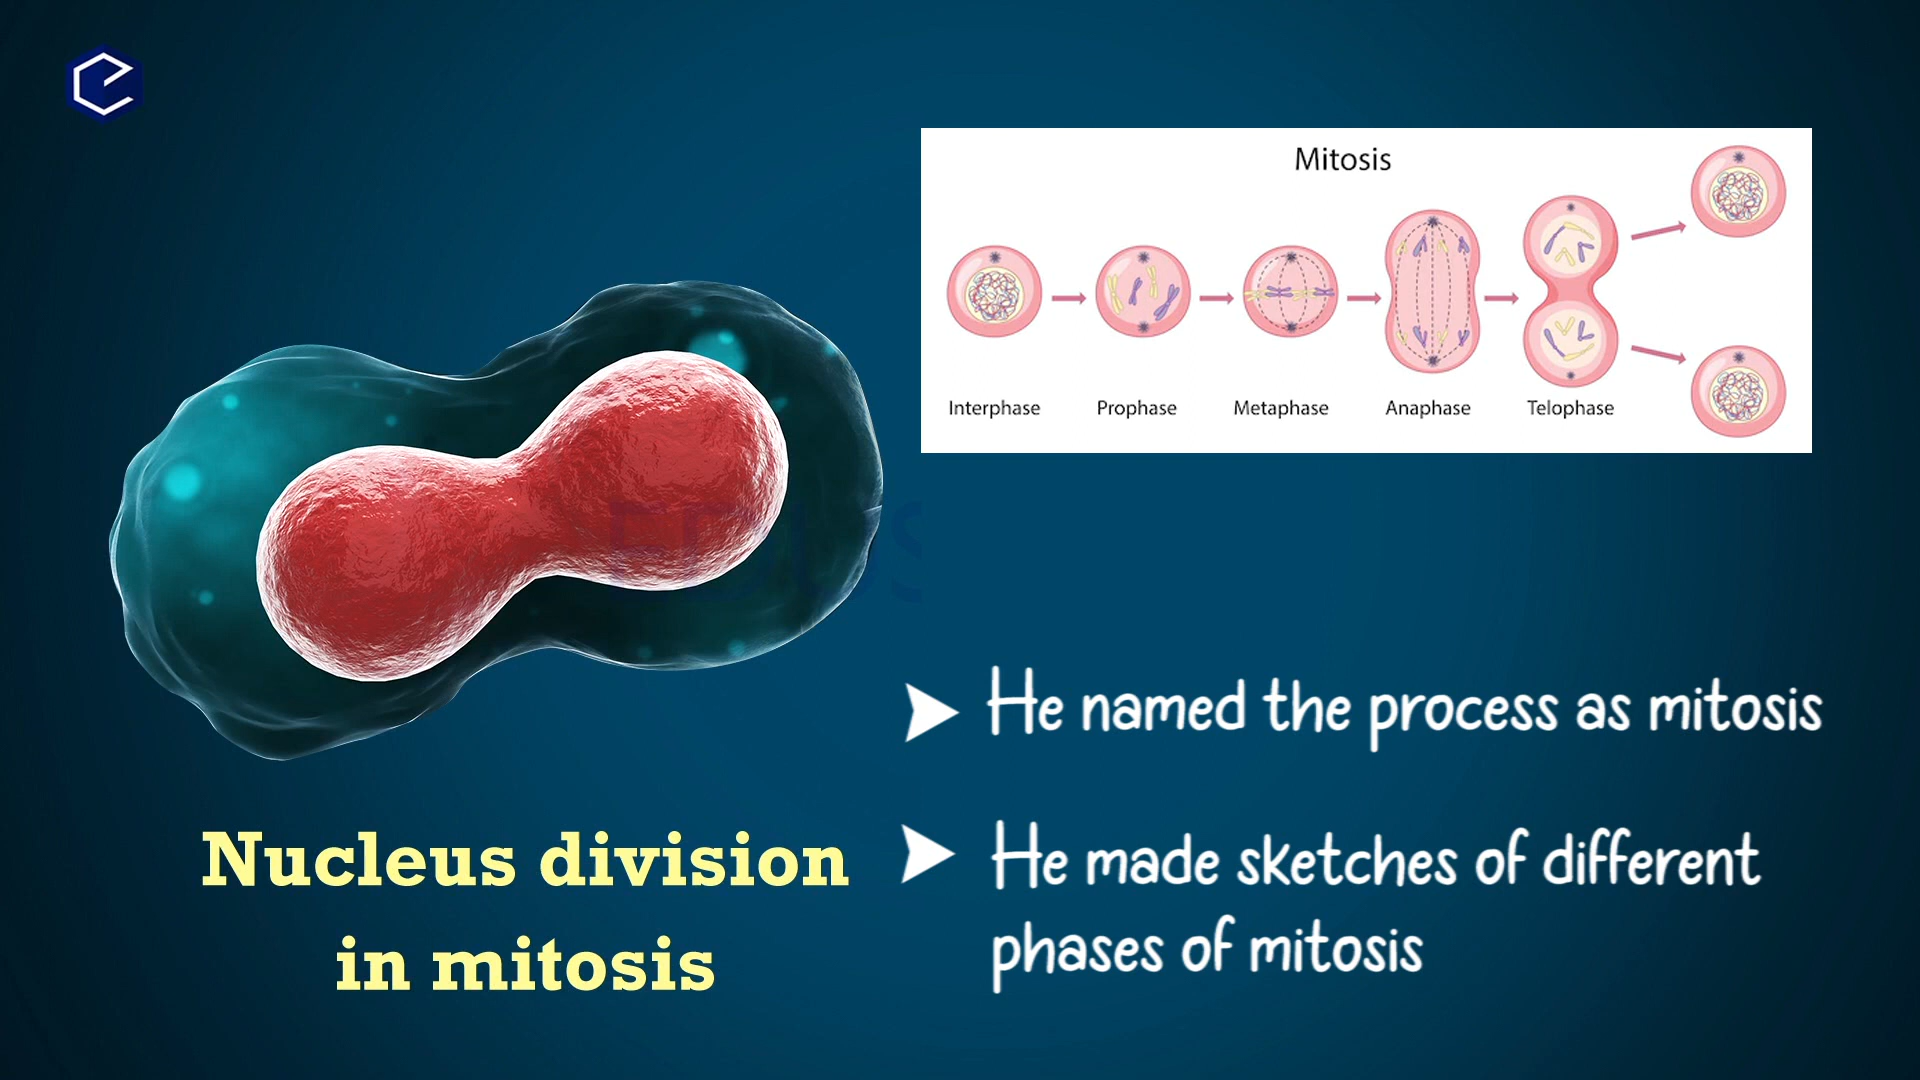 Mitosis
Interphase Prophase Metaphase Anaphase Telophase
He named the process as mitosis
He made sketches of different
phases of mitosis
Nucleus division
in mitosis